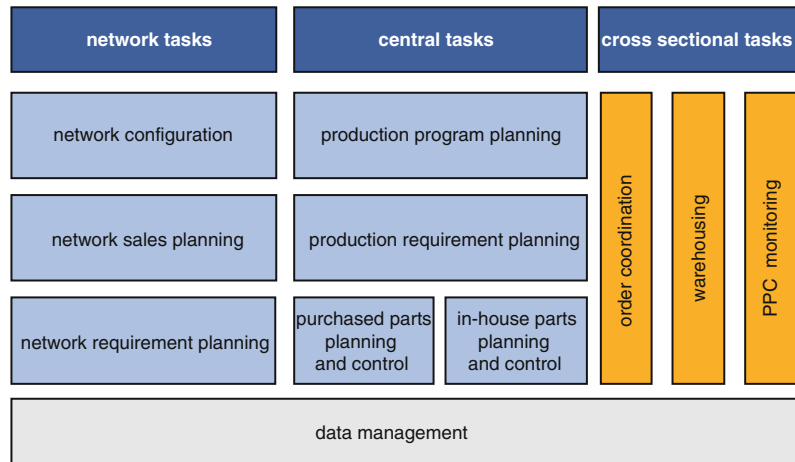 network tasks
central tasks
cross sectional tasks
network configuration
production program planning
network sales planning
production requirement planning
network requirement planning
purchased parts
planning
and control
in-house parts
planning
and control
order coordination
warehousing
PPC monitoring
data management